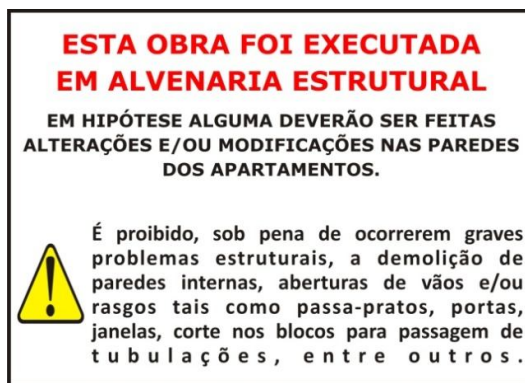 ESTA OBRA FOI EXECUTADA
EM ALVENARIA ESTRUTURAL
EM HIPÓTESE ALGUMA DEVERÃO SER FEITAS
ALTERAÇÕES E/OU MODIFICAÇÕES NAS PAREDES
DOS APARTAMENTOS.
É proibido, sob pena de ocorrerem graves
problemas estruturais, a demolição de
paredes internas, aberturas de vãos e/ou
rasgos tais como passa-pratos, portas,
janelas, corte nos blocos para passagem de
tubulações, entre outros.